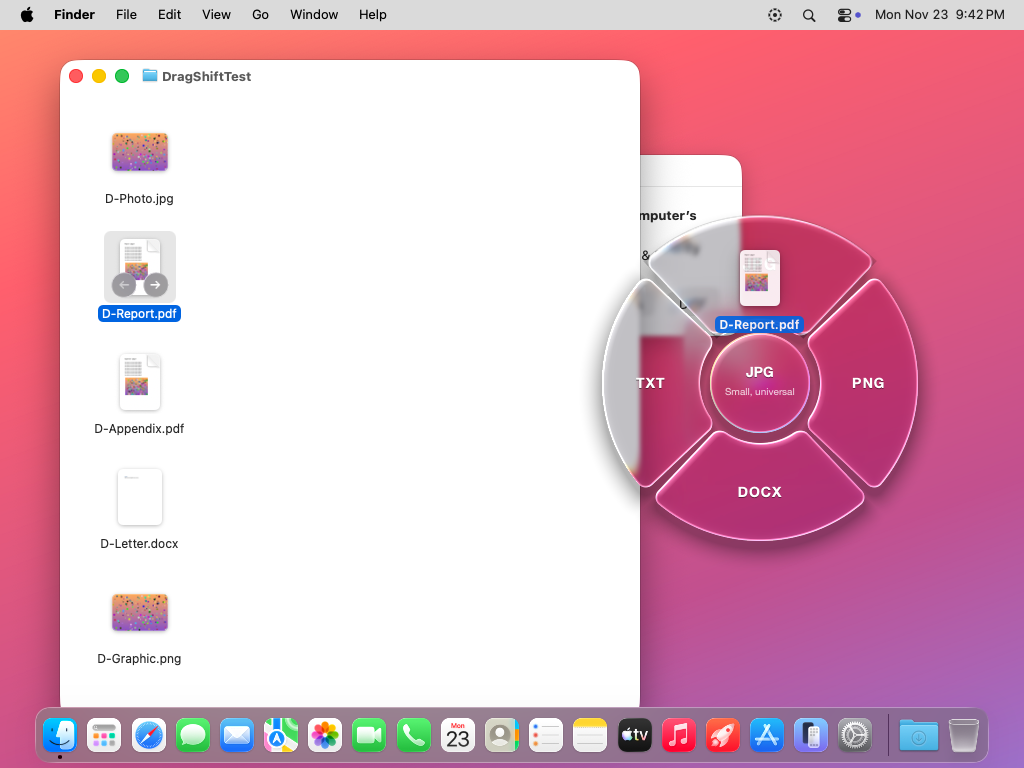 Finder File Edit View Go Window Help Mon Nov 23 9:42 PM
DragShiftTest
D-Photo.jpg
D-Report.pdf
D-Appendix.pdf
D-Letter.docx
D-Graphic.png
mputer’s
&
D-Report.pdf
TXT
JPG
Small, universal
PNG
DOCX
Mon
23
tv